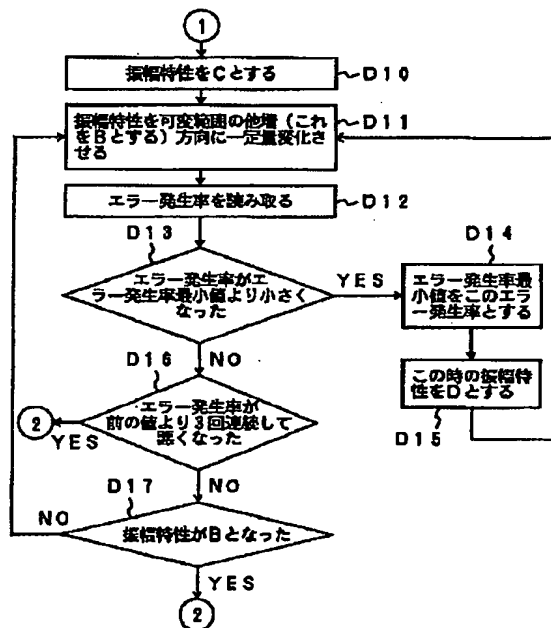 1
振幅特性をCとする
D10
振幅特性を可変範囲の他端(これ
をBとする)方向に一定量変化さ
せる
D11
エラー発生率を読み取る
D12
D13
エラー発生率がエ
ラー発生率最小値より小さく
なった
YES
D14
エラー発生率最
小値をこのエラ
ー発生率とする
NO
この時の振幅特
性をDとする
D15
D16
エラー発生率が
前の値より3回連続して
悪くなった
2
YES
NO
D17
振幅特性がBとなった
NO
YES
2